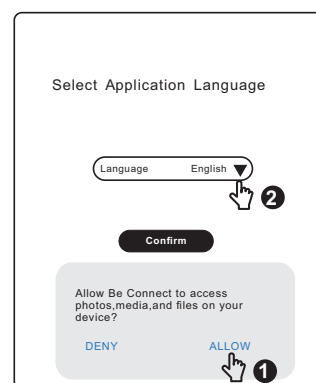 Select Application Language
Language English
2
Confirm
Allow Be Connect to access
photos,media,and files on your
device?
DENY ALLOW
1